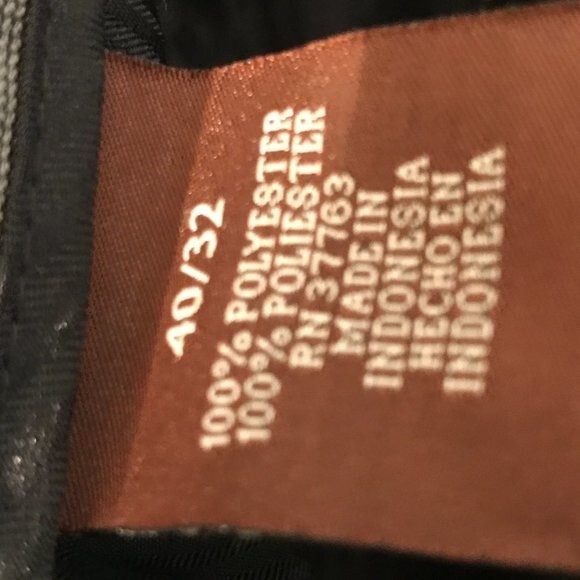 40/32
100% POLYESTER
100% POLIESTER
RN 37763
MADE IN
INDONESIA
HECHO EN
INDONESIA